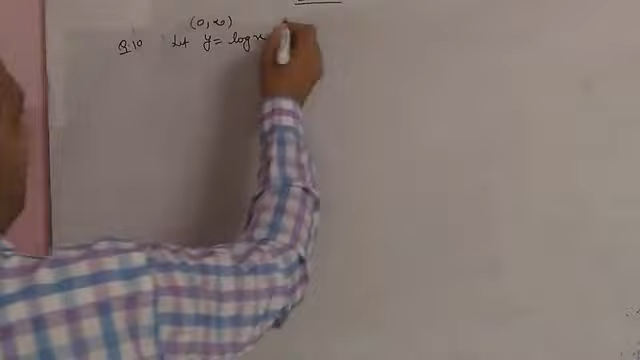 (0, ∞)
Q.10 Let y = log x